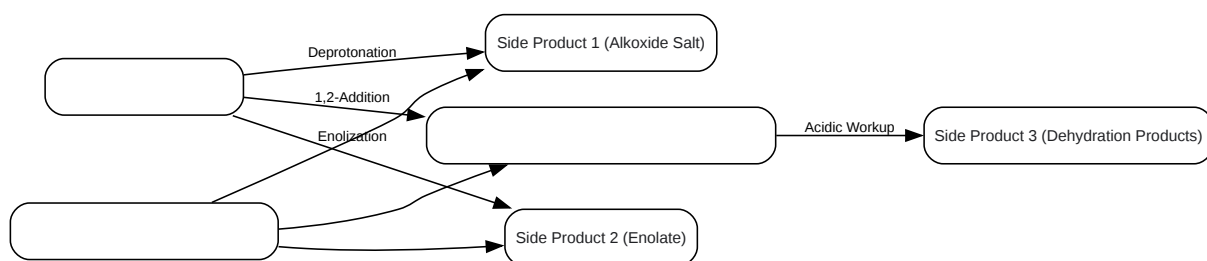 Side Product 1 (Alkoxide Salt)
Deprotonation
1,2-Addition
Enolization
Acidic Workup
Side Product 3 (Dehydration Products)
Side Product 2 (Enolate)